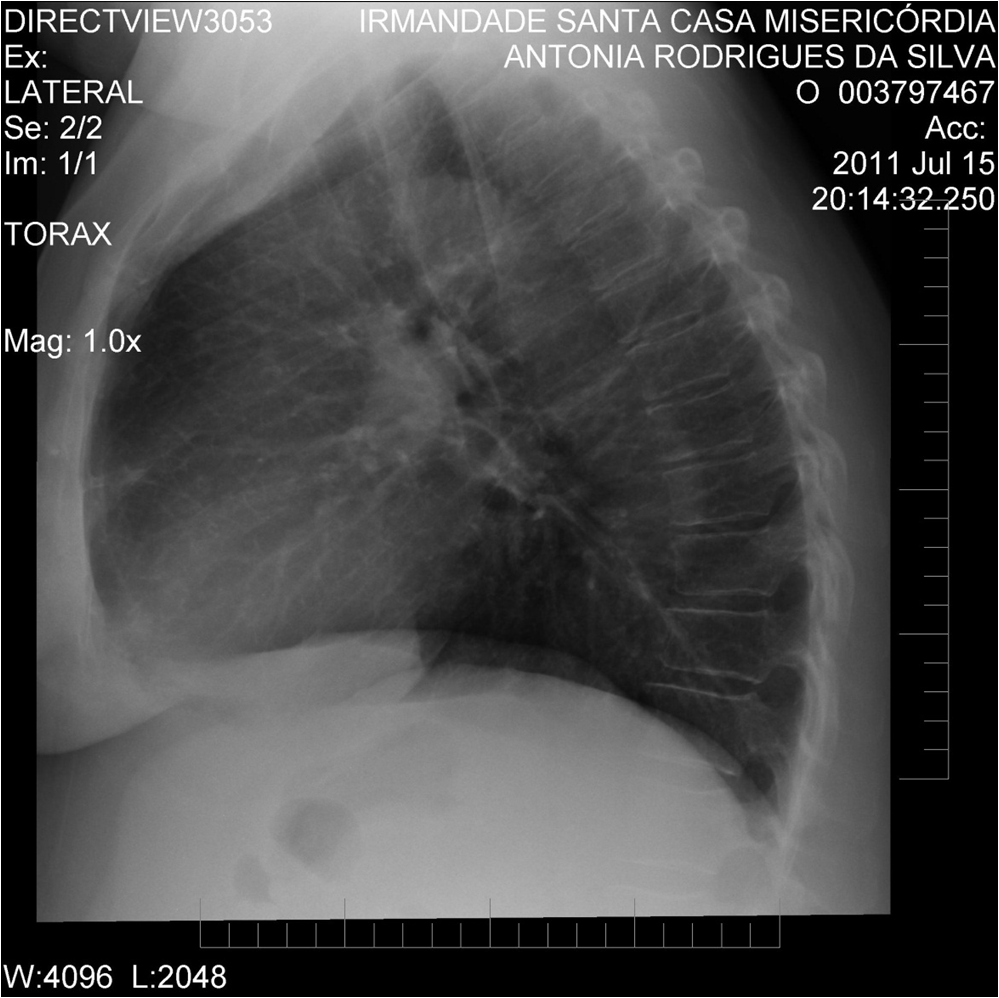 DIRECTVIEW3053
IRMANDADE SANTA CASA MISERICÓRDIA
Ex:
ANTONIA RODRIGUES DA SILVA
LATERAL
O 003797467
Se: 2/2
Acc:
Im: 1/1
2011 Jul 15
20:14:32.250
TORAX
Mag: 1.0x
W:4096 L:2048